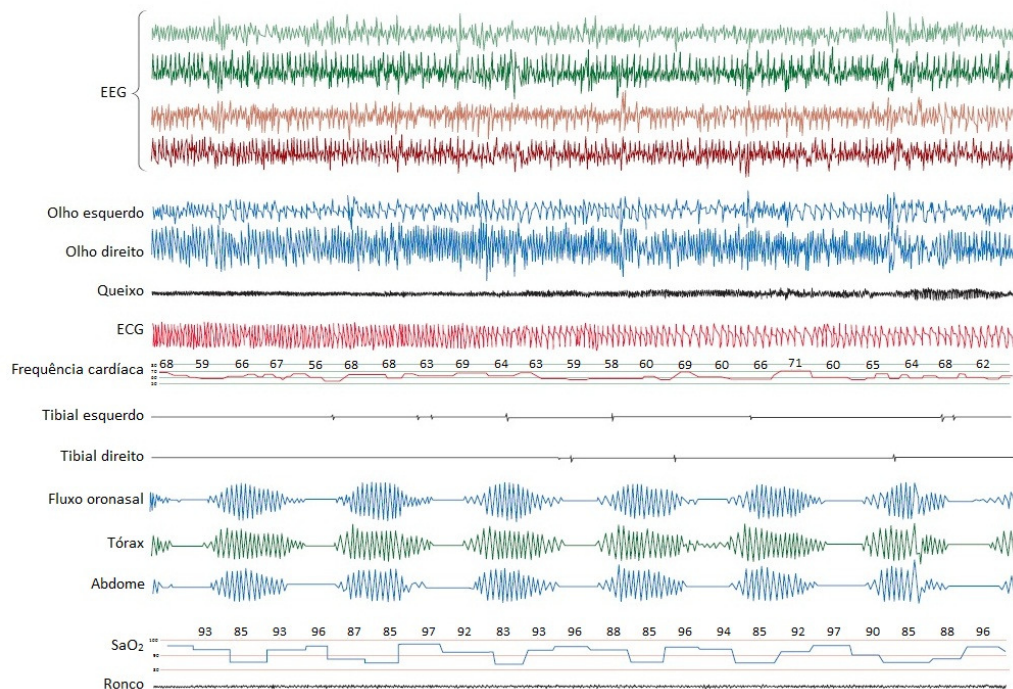 EEG
Olho esquerdo
Olho direito
Queixo
ECG
Frequência cardíaca
68 59 66 67 56 68 68 63 69 64 63 59 58 60 69 60 66 71 60 65 64 68 62
Tibial esquerdo
Tibial direito
Fluxo oronasal
Tórax
Abdome
93 85 93 96 87 85 97 92 83 93 96 88 85 96 94 85 92 97 90 85 88 96
SaO₂
100
90
80
Ronco